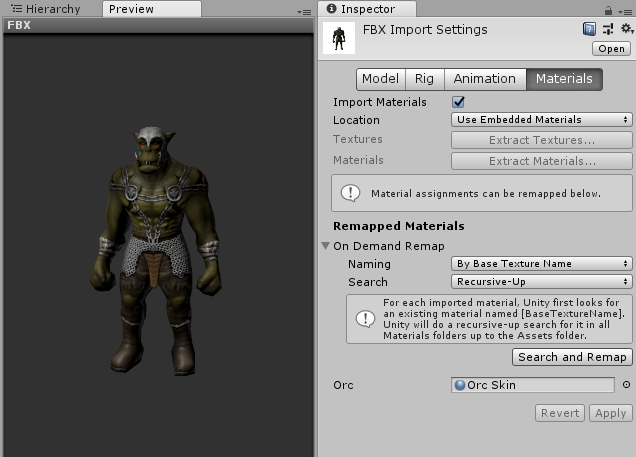 Hierarchy
Preview
FBX
Inspector
FBX Import Settings
Open
Model Rig Animation Materials
Import Materials
Location Use Embedded Materials
Textures Extract Textures...
Materials Extract Materials...
Material assignments can be remapped below.
Remapped Materials
On Demand Remap
Naming By Base Texture Name
Search Recursive-Up
For each imported material, Unity first looks for
an existing material named [BaseTextureName].
Unity will do a recursive-up search for it in all
Materials folders up to the Assets folder.
Search and Remap
Orc Orc Skin
Revert Apply